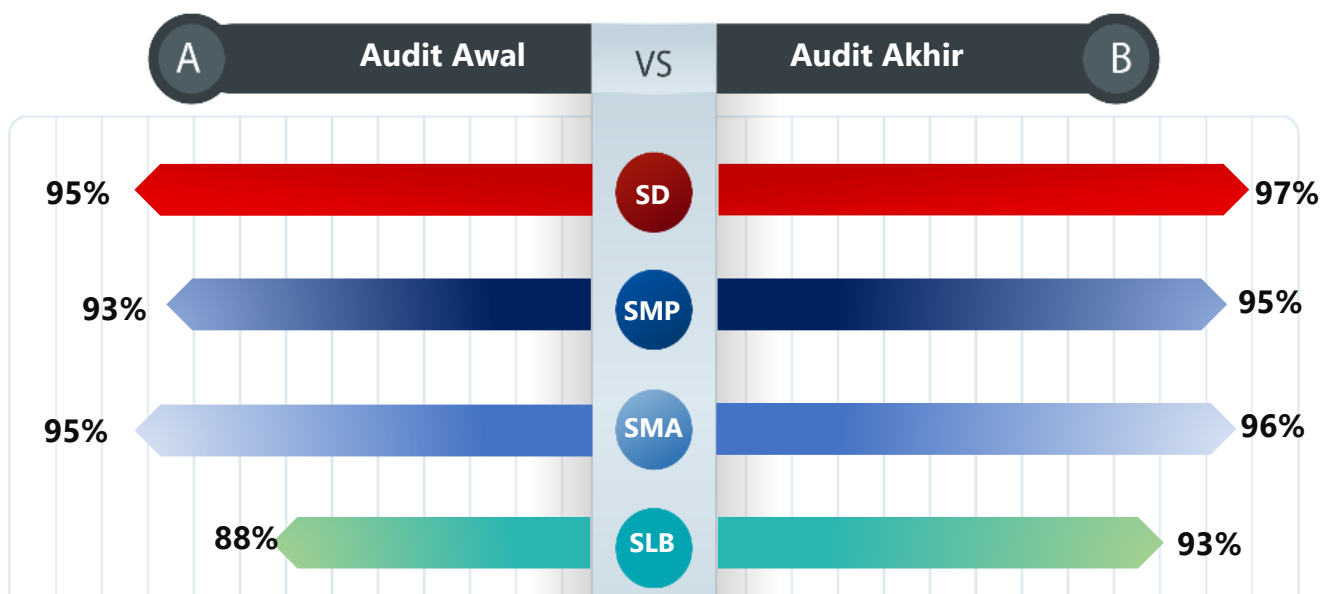 A Audit Awal VS Audit Akhir B
95% SD 97%
93% SMP 95%
95% SMA 96%
88% SLB 93%